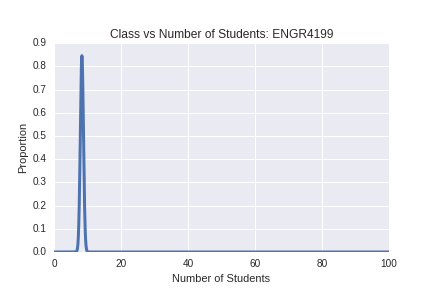 Class vs Number of Students: ENGR4199
0.9
0.8
0.7
0.6
0.5
0.4
0.3
0.2
0.1
0.0
Proportion
0 20 40 60 80 100
Number of Students